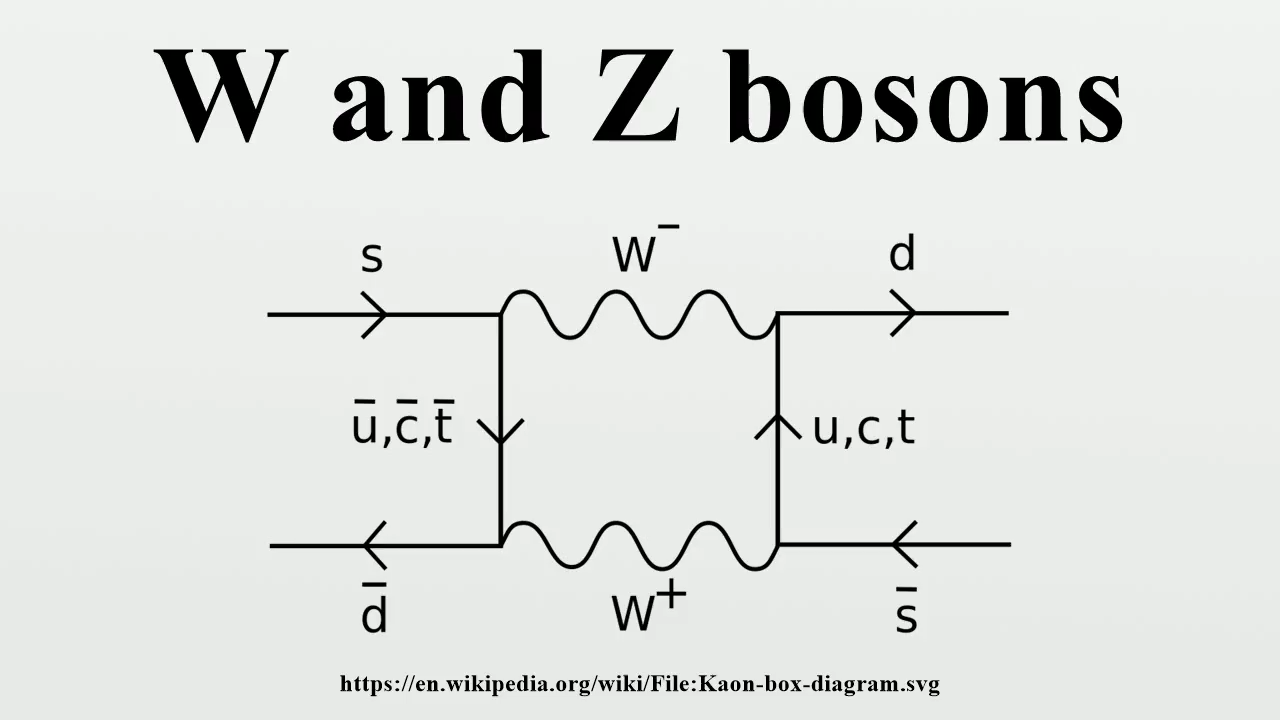 W and Z bosons
s W⁻ d
u̅,c̅,t̅ u,c,t
d̅ W⁺ s̅
https://en.wikipedia.org/wiki/File:Kaon-box-diagram.svg